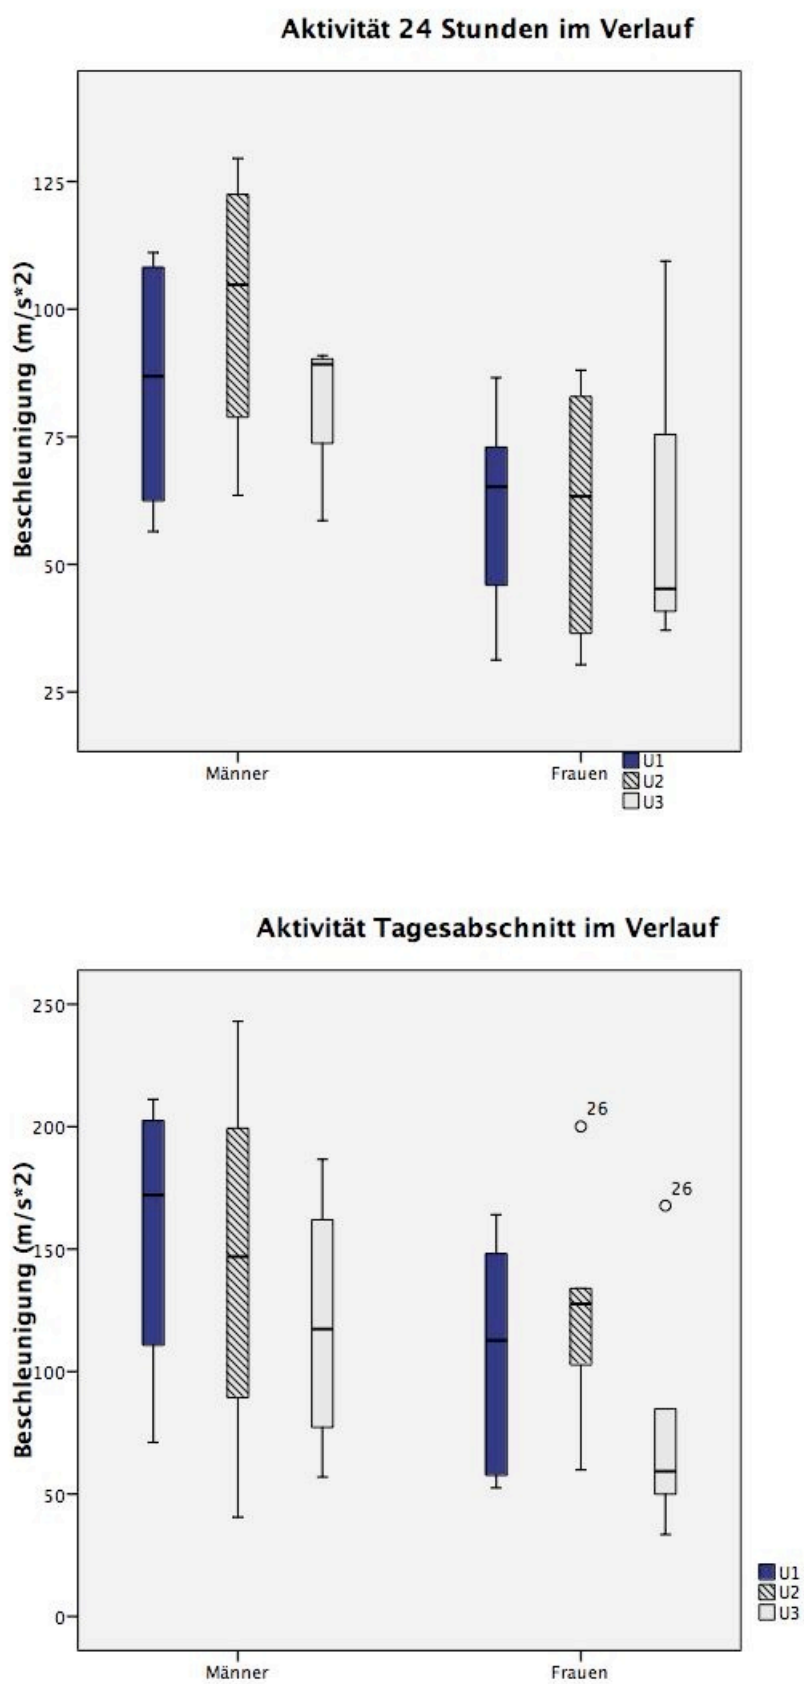 Aktivität 24 Stunden im Verlauf
Beschleunigung (m/s*2)
125
100
75
50
25
Männer
Frauen
U1
U2
U3
Aktivität Tagesabschnitt im Verlauf
Beschleunigung (m/s*2)
250
200
150
100
50
0
26
26
Männer
Frauen
U1
U2
U3